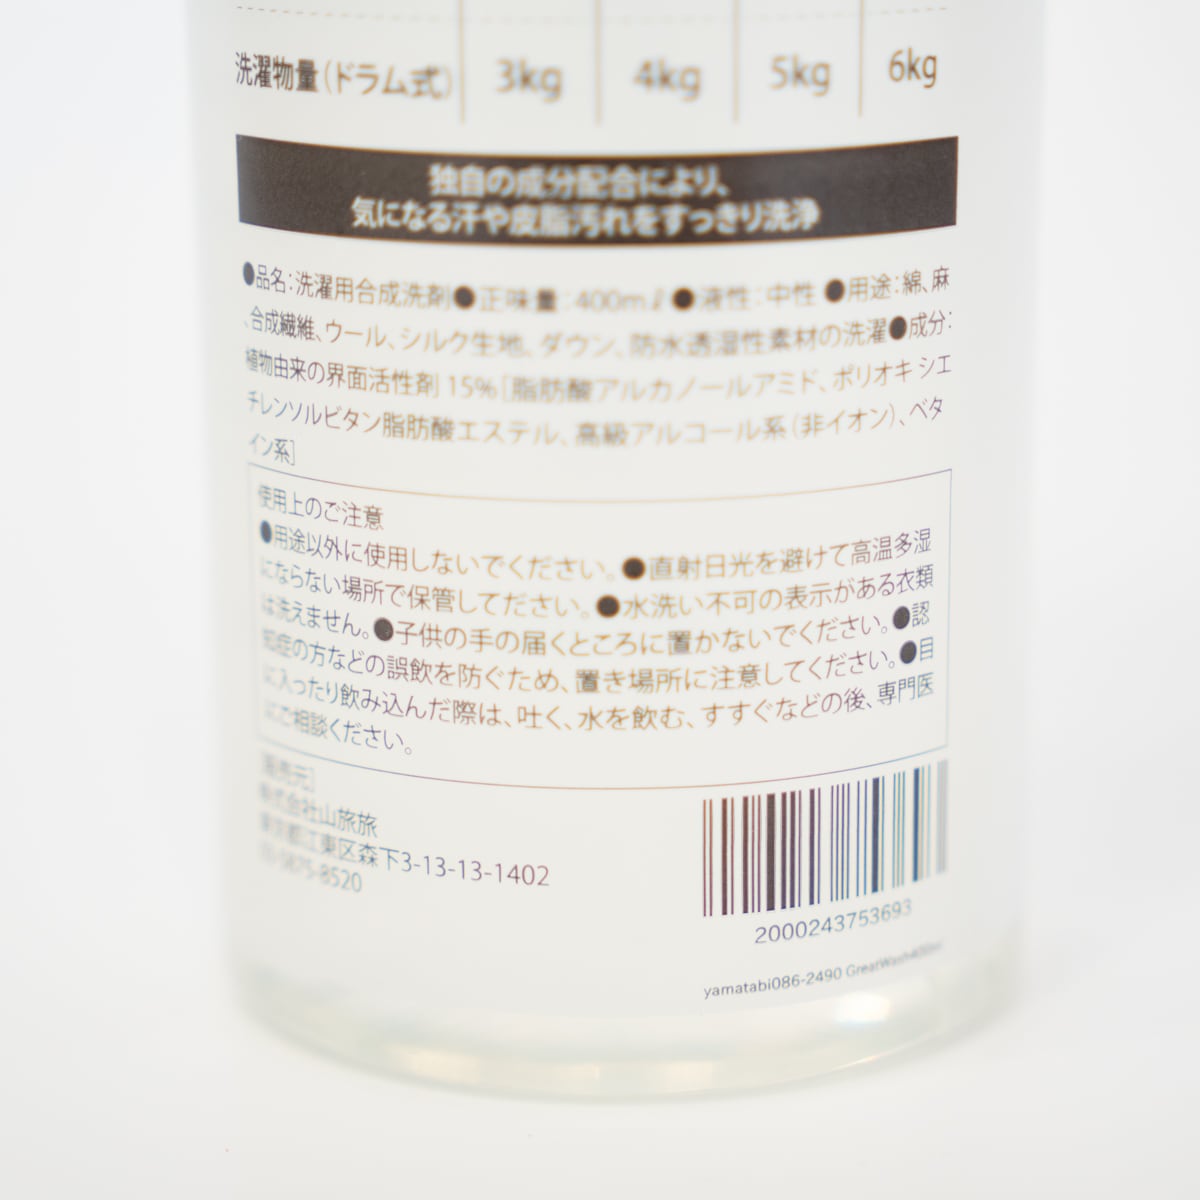 洗濯物量（ドラム式） 3kg 4kg 5kg 6kg
独自の成分配合により、
気になる汗や皮脂汚れをすっきり洗浄
●品名：洗濯用合成洗剤●正味量：400mℓ●液性：中性 ●用途：綿、麻
、合成繊維、ウール、シルク生地、ダウン、防水透湿性素材の洗濯●成分：
植物由来の界面活性剤 15%［脂肪酸アルカノールアミド、ポリオキ シエ
チレンソルビタン脂肪酸エステル、高級アルコール系（非イオン）、ベタ
イン系］
使用上のご注意
●用途以外に使用しないでください。●直射日光を避けて高温多湿
にならない場所で保管してださい。●水洗い不可の表示がある衣類
は洗えません。●子供の手の届くところに置かないでください。●認
知症の方などの誤飲を防ぐため、置き場所に注意してください。●目
に入ったり飲み込んだ際は、吐く、水を飲む、すすぐなどの後、専門医
にご相談ください。
［販売元］
株式会社山旅旅
東京都江東区森下3-13-13-1402
03-5875-8520
2000243753693
yamatabi086-2490 GreatWash400ml